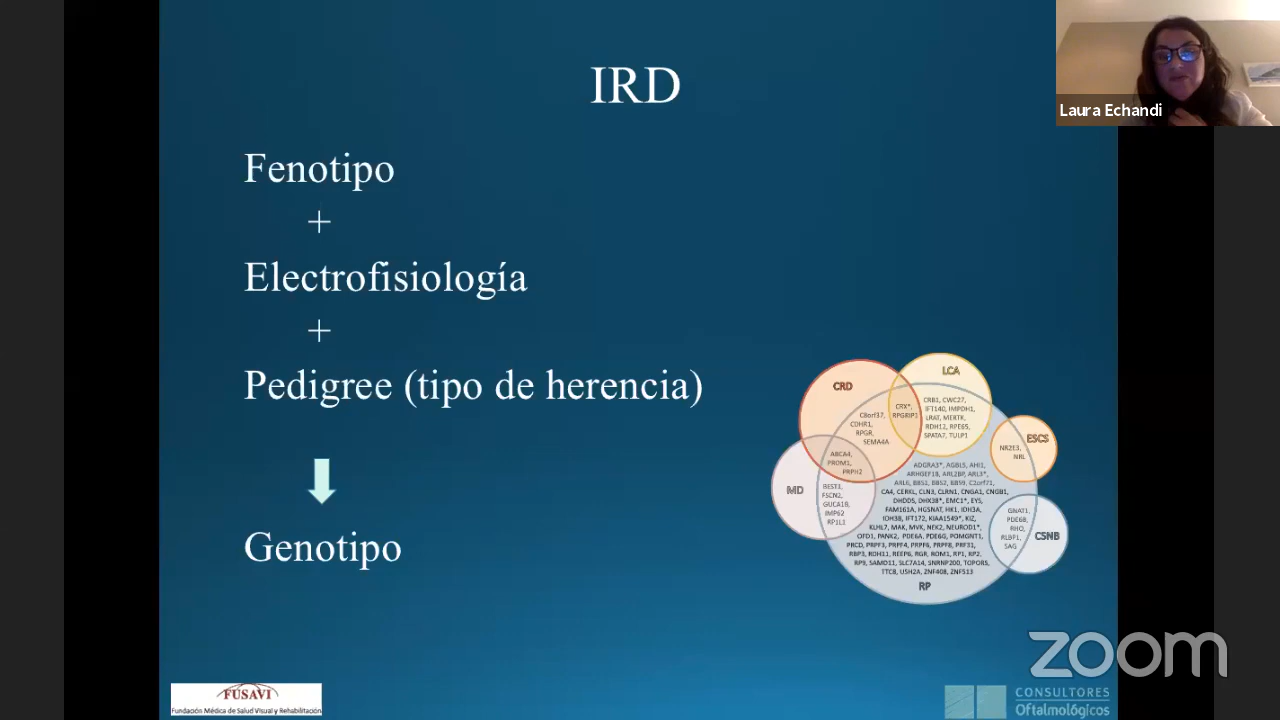 IRD
Laura Echandi
Fenotipo
+
Electrofisiología
+
Pedigree (tipo de herencia)
Genotipo
CRD
LCA
ESCS
MD
CSNB
RP
CRX*,
RPGRIP1
CRB1, CWC27,
IFT140, IMPDH1,
LRAT, MERTK,
RDH12, RPE65,
SPATA7, TULP1
C8orf37,
CDHR1,
RPGR,
SEMA4A
NR2E3,
NRL
ABCA4,
PROM1,
PRPH2
BEST1,
FSCN2,
GUCA1B,
IMPG2
RP1L1
GNAT1,
PDE6B,
RHO,
RLBP1,
SAG
ADGRA3*, AGBL5, AHI1,
ARHGEF18, ARL2BP, ARL3*,
ARL6, BBS1, BBS2, BBS9, C2orf71,
CA4, CERKL, CLN3, CLRN1, CNGA1, CNGB1,
DHDDS, DHX38*, EMC1*, EYS,
FAM161A, HGSNAT, HK1, IDH3A,
IDH3B, IFT172, KIAA1549*, KIZ,
KLHL7, MAK, MVK, NEK2, NEUROD1*,
OFD1, PANK2, PDE6A, PDE6G, POMGNT1,
PRCD, PRPF3, PRPF4, PRPF6, PRPF8, PRPF31,
RBP3, RDH11, REEP6, RGR, ROM1, RP1, RP2,
RP9, SAMD11, SLC7A14, SNRNP200, TOPORS,
TTC8, USH2A, ZNF408, ZNF513
zoom
FUSAVI
Fundación Médica de Salud Visual y Rehabilitación
CONSULTORES
Oftalmológicos